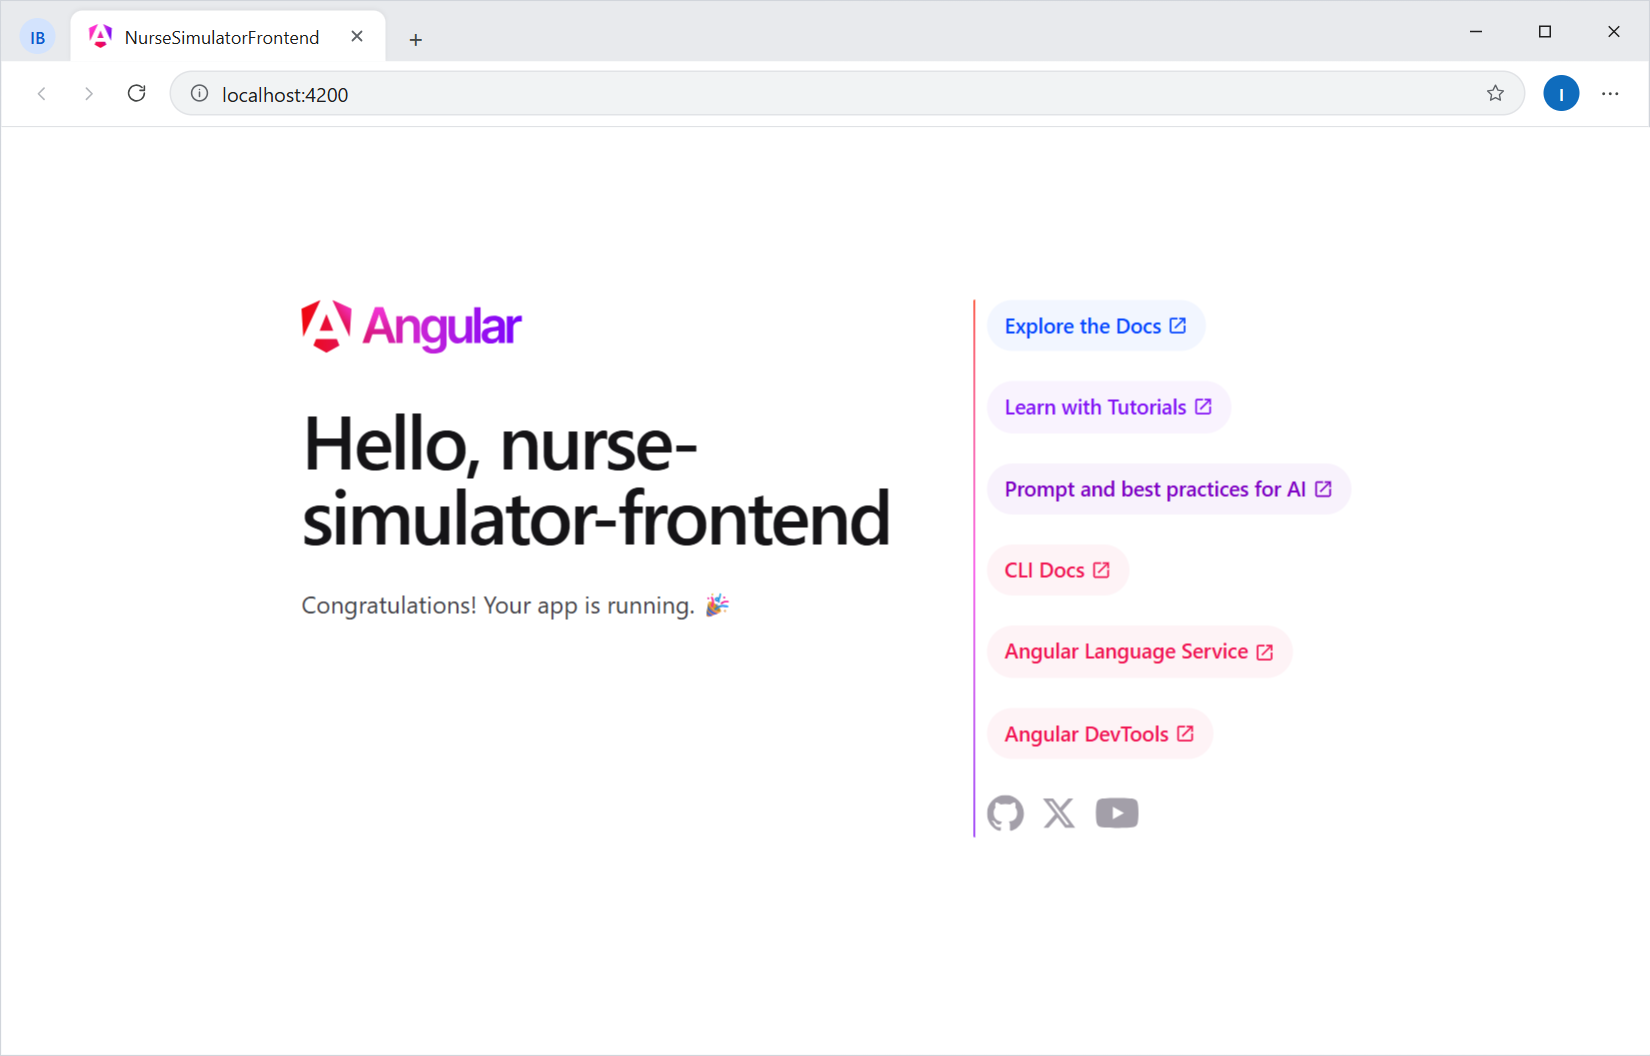 IB
NurseSimulatorFrontend
localhost:4200
I
Angular
Hello, nurse-
simulator-frontend
Congratulations! Your app is running. 🎉
Explore the Docs
Learn with Tutorials
Prompt and best practices for AI
CLI Docs
Angular Language Service
Angular DevTools